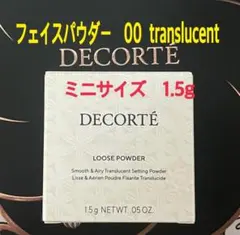 フェイスパウダー 00 translucent
DECORTÉ
ミニサイズ 1.5g
DECORTÉ
LOOSE POWDER
Smooth & Airy Translucent Setting Powder
Lisse & Aérien Poudre Fixante Translucide
1.5g NET WT. .05 OZ.